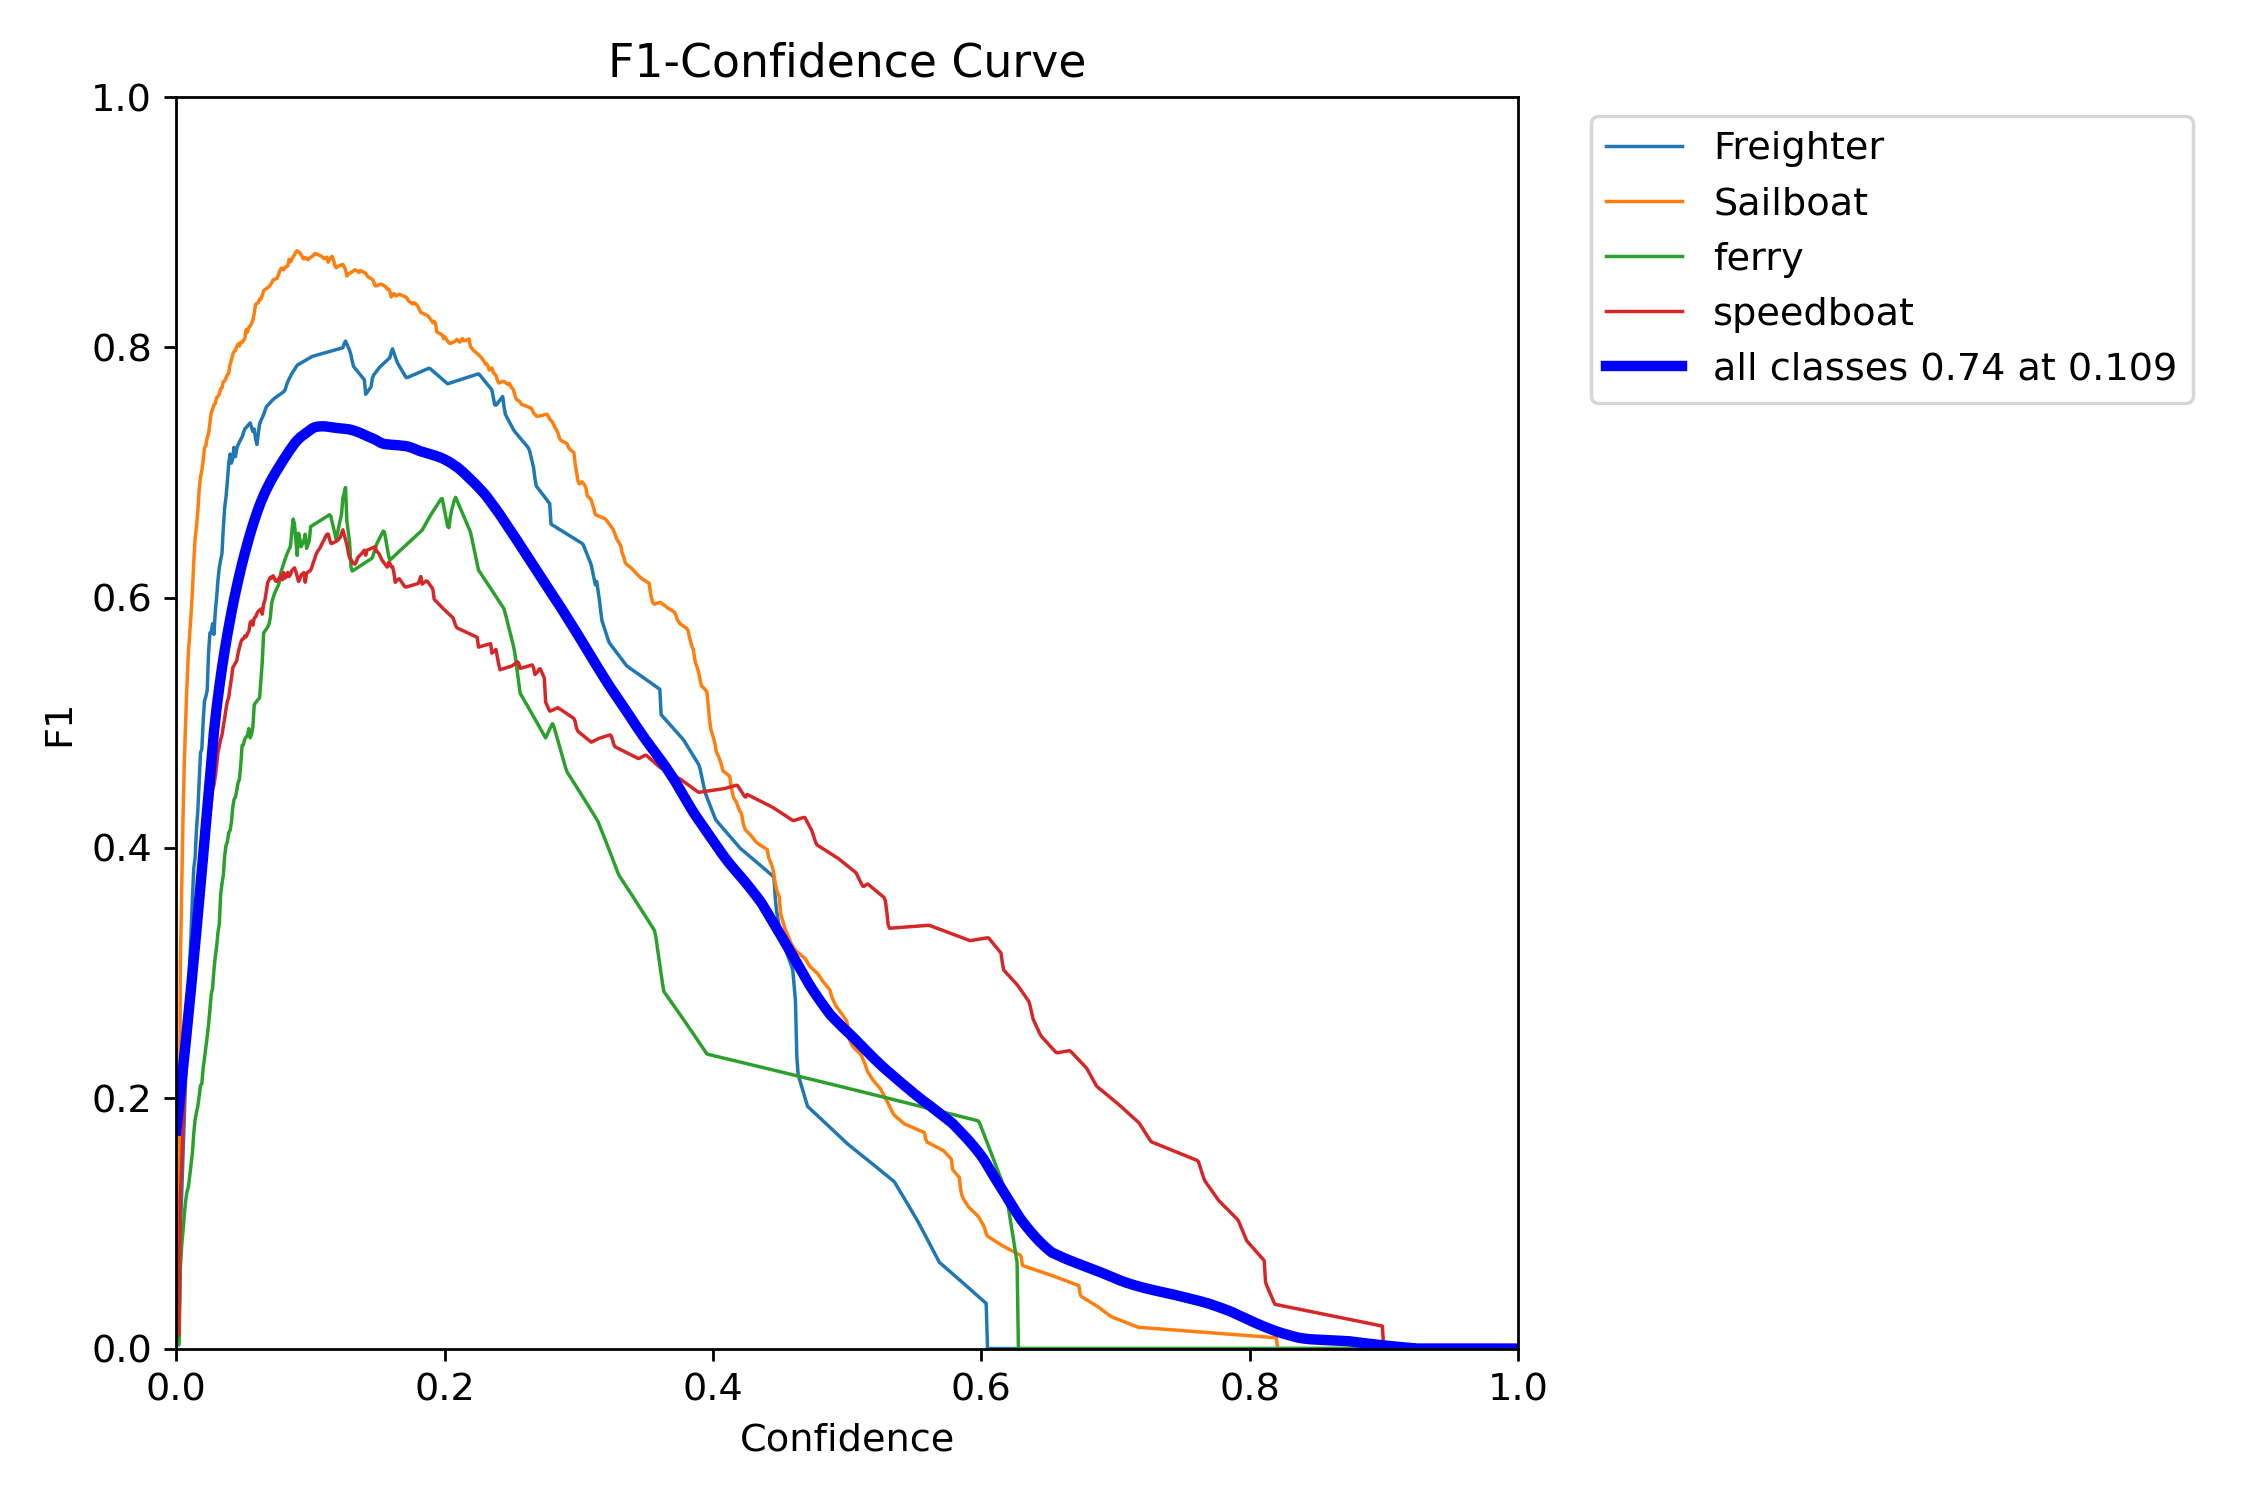 F1-Confidence Curve
1.0
0.8
0.6
0.4
0.2
0.0
F1
0.0 0.2 0.4 0.6 0.8 1.0
Confidence
Freighter
Sailboat
ferry
speedboat
all classes 0.74 at 0.109